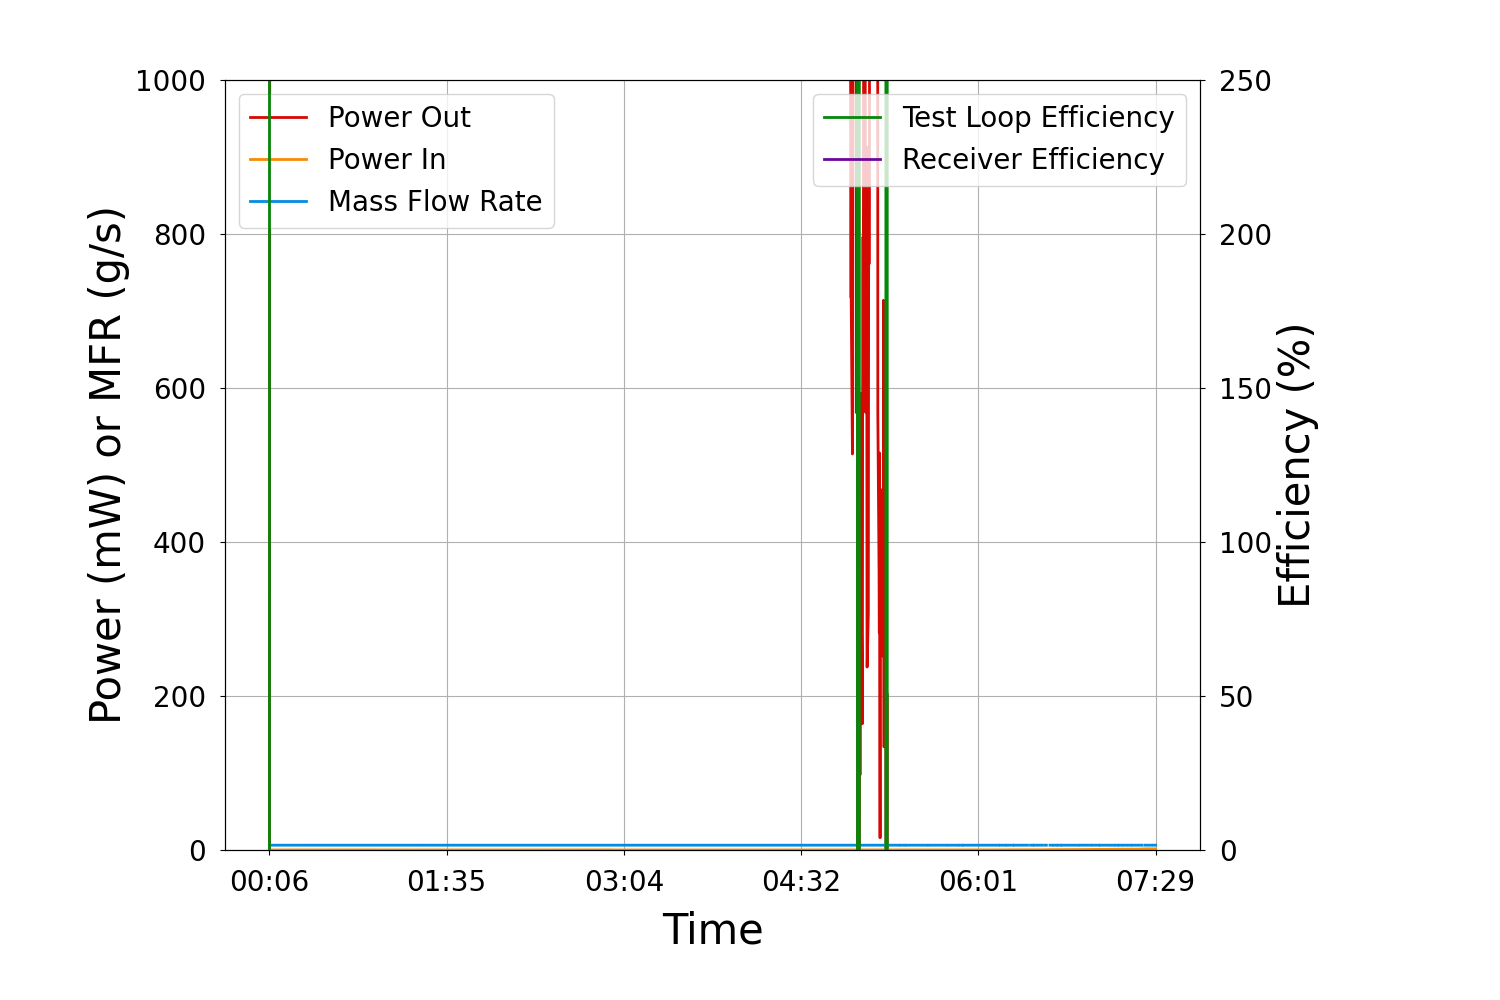 1000
800
600
400
200
0
Power (mW) or MFR (g/s)
Power Out
Power In
Mass Flow Rate
Test Loop Efficiency
Receiver Efficiency
250
200
150
100
50
0
Efficiency (%)
00:06 01:35 03:04 04:32 06:01 07:29
Time